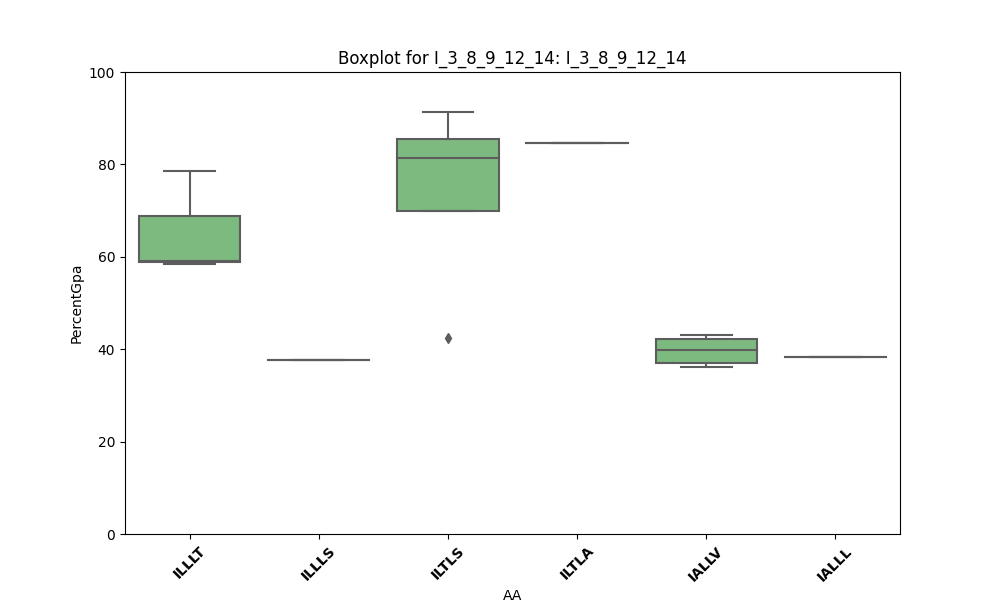 Boxplot for I_3_8_9_12_14: I_3_8_9_12_14
100
80
60
40
20
0
PercentGpa
ILLLT
ILLLS
ILTLS
ILTLA
IALLV
IALLL
AA